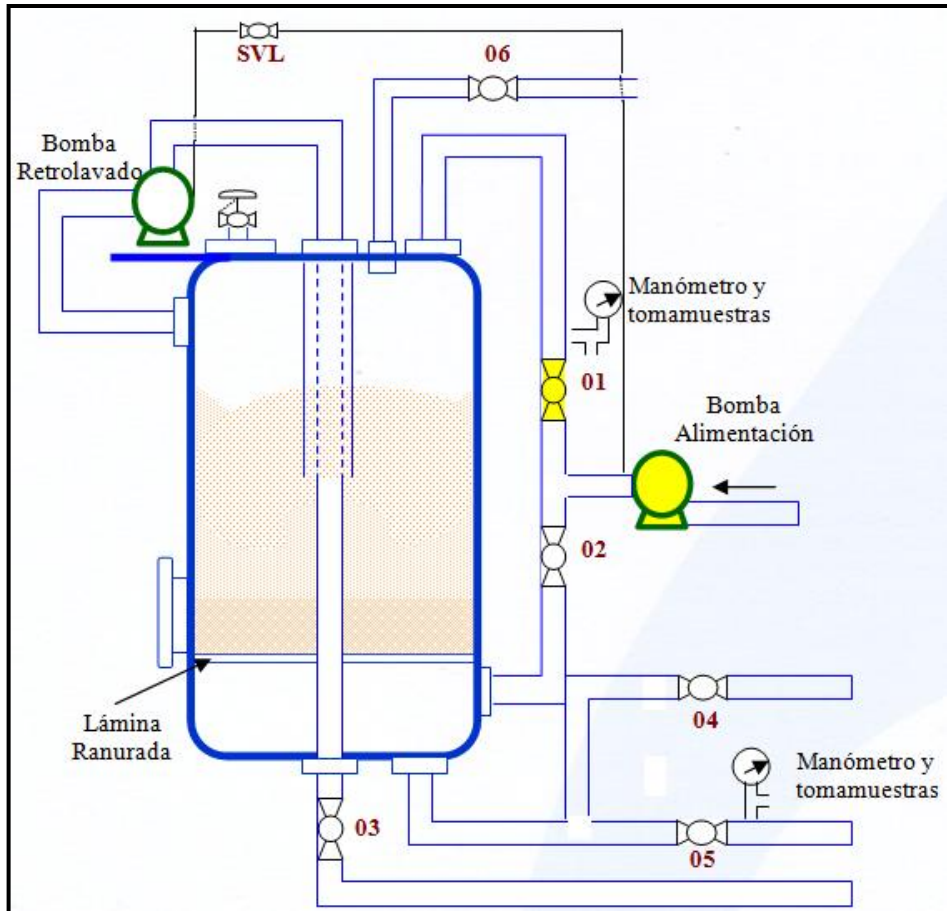 SVL
06
Bomba
Retrolavado
Manómetro y
tomamuestras
01
Bomba
Alimentación
02
Lámina
Ranurada
04
Manómetro y
tomamuestras
03
05